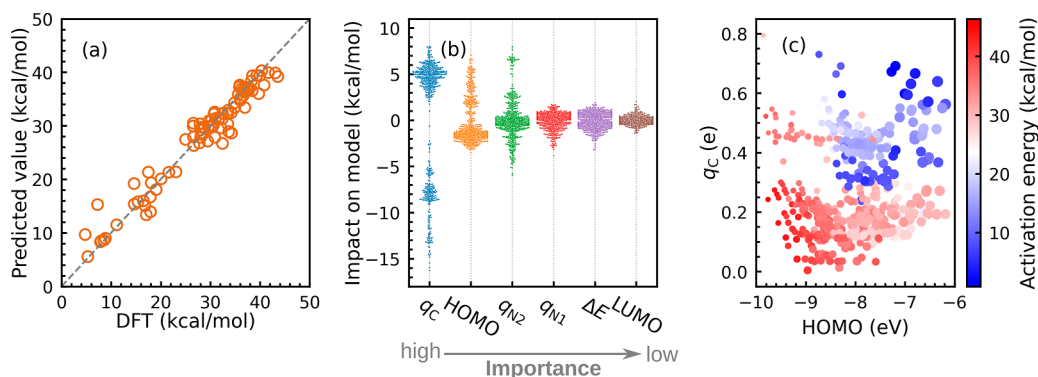 50
40
30
20
10
0
Predicted value (kcal/mol)
(a)
0 10 20 30 40 50
DFT (kcal/mol)
10
5
0
−5
−10
−15
Impact on model (kcal/mol)
(b)
qC HOMO qN2 qN1 ΔE LUMO
high low
Importance
0.8
0.6
0.4
0.2
0.0
qC (e)
(c)
−10 −9 −8 −7 −6
HOMO (eV)
40
30
20
10
Activation energy (kcal/mol)